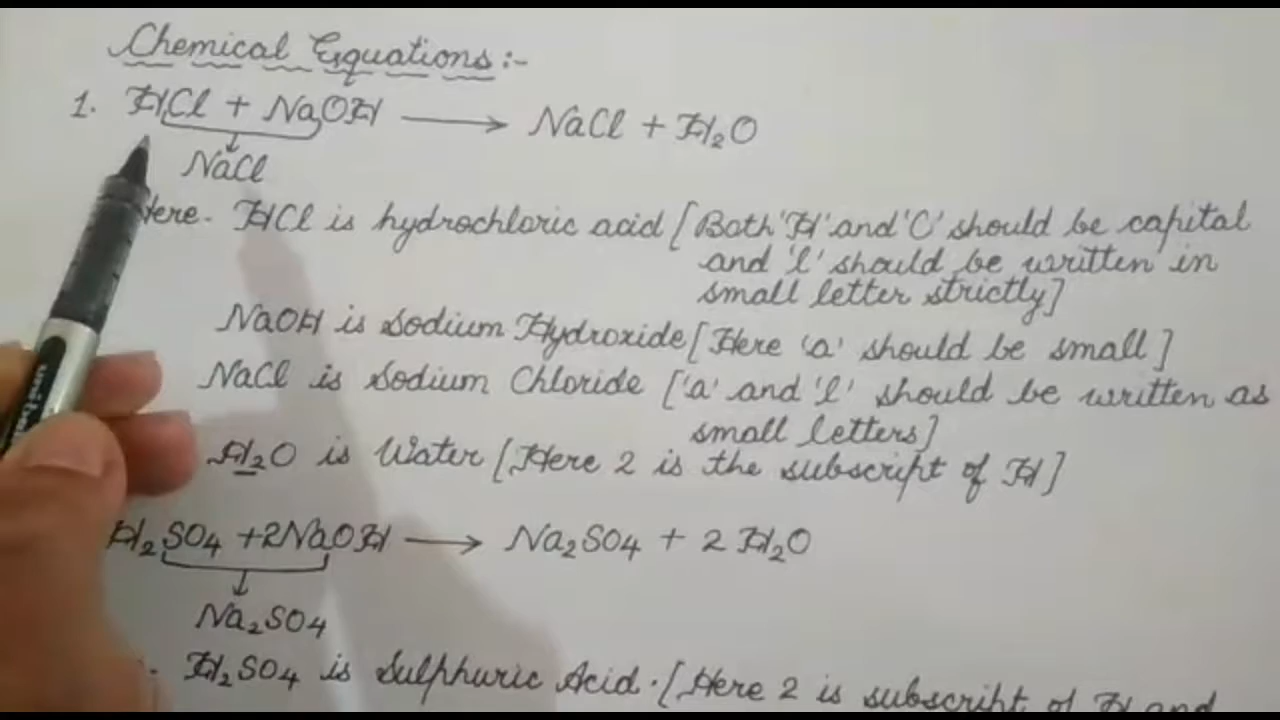 Chemical Equations:-
1. HCl + NaOH → NaCl + H₂O
NaCl
Here. HCl is hydrochloric acid [Both 'H' and 'C' should be capital
and 'l' should be written in
small letter strictly]
NaOH is Sodium Hydroxide [Here 'a' should be small]
NaCl is Sodium Chloride ['a' and 'l' should be written as
small letters]
H₂O is Water [Here 2 is the subscript of H]
H₂SO₄ + 2NaOH → Na₂SO₄ + 2 H₂O
Na₂SO₄
H₂SO₄ is Sulphuric Acid. [Here 2 is subscript of H and